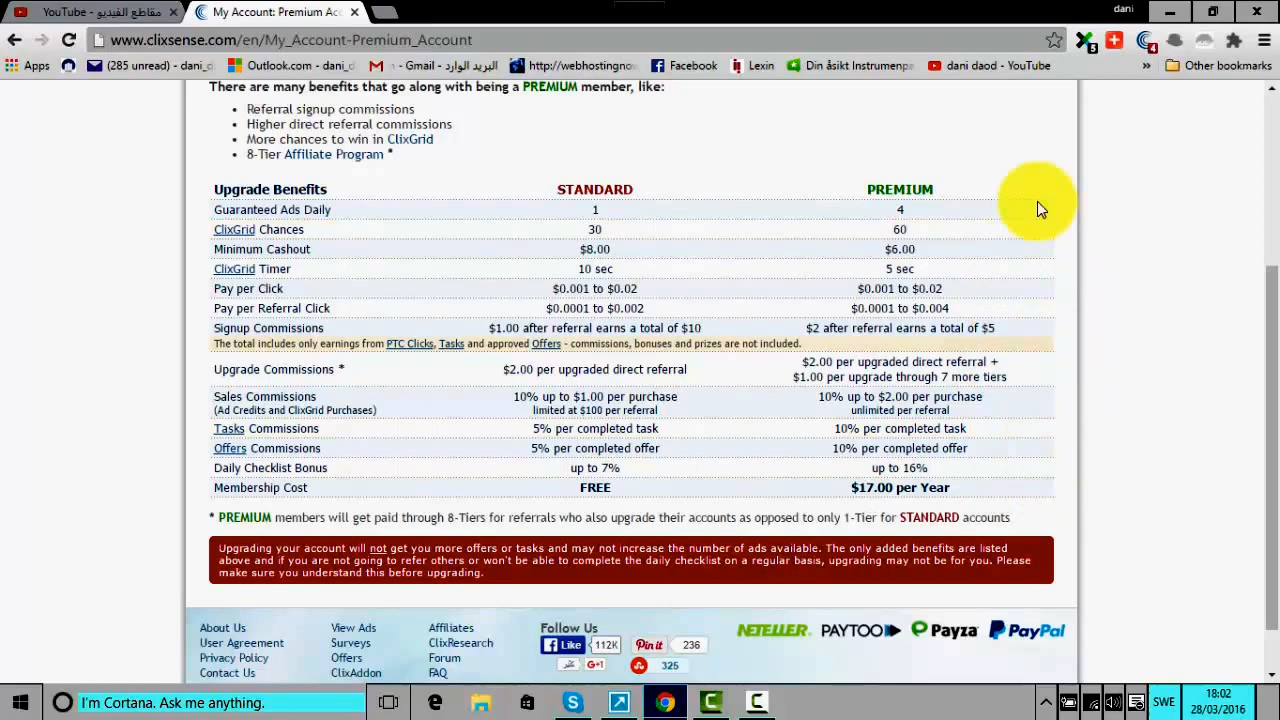 YouTube - مقاطع الفيديو
My Account: Premium Acc
dani
www.clixsense.com/en/My_Account-Premium_Account
5
4
Apps
(285 unread) - dani_d
Outlook.com - dani_
البريد الوارد - Gmail
http://webhostingno
Facebook
Lexin
Din åsikt Instrumenpa
dani daod - YouTube
»
Other bookmarks
There are many benefits that go along with being a PREMIUM member, like:
• Referral signup commissions
• Higher direct referral commissions
• More chances to win in ClixGrid
• 8-Tier Affiliate Program *
Upgrade Benefits STANDARD PREMIUM
Guaranteed Ads Daily 1 4
ClixGrid Chances 30 60
Minimum Cashout $8.00 $6.00
ClixGrid Timer 10 sec 5 sec
Pay per Click $0.001 to $0.02 $0.001 to $0.02
Pay per Referral Click $0.0001 to $0.002 $0.0001 to $0.004
Signup Commissions $1.00 after referral earns a total of $10 $2 after referral earns a total of $5
The total includes only earnings from PTC Clicks, Tasks and approved Offers - commissions, bonuses and prizes are not included.
Upgrade Commissions * $2.00 per upgraded direct referral $2.00 per upgraded direct referral +
$1.00 per upgrade through 7 more tiers
Sales Commissions 10% up to $1.00 per purchase 10% up to $2.00 per purchase
(Ad Credits and ClixGrid Purchases) limited at $100 per referral unlimited per referral
Tasks Commissions 5% per completed task 10% per completed task
Offers Commissions 5% per completed offer 10% per completed offer
Daily Checklist Bonus up to 7% up to 16%
Membership Cost FREE $17.00 per Year
* PREMIUM members will get paid through 8-Tiers for referrals who also upgrade their accounts as opposed to only 1-Tier for STANDARD accounts
Upgrading your account will not get you more offers or tasks and may not increase the number of ads available. The only added benefits are listed
above and if you are not going to refer others or won't be able to complete the daily checklist on a regular basis, upgrading may not be for you. Please
make sure you understand this before upgrading.
About Us View Ads Affiliates Follow Us NETELLER. PAYTOO Payza PayPal
User Agreement Surveys ClixResearch Like 112K Pin it 236
Privacy Policy Offers Forum G+1
Contact Us ClixAddon FAQ 325
I'm Cortana. Ask me anything.
SWE
18:02
28/03/2016